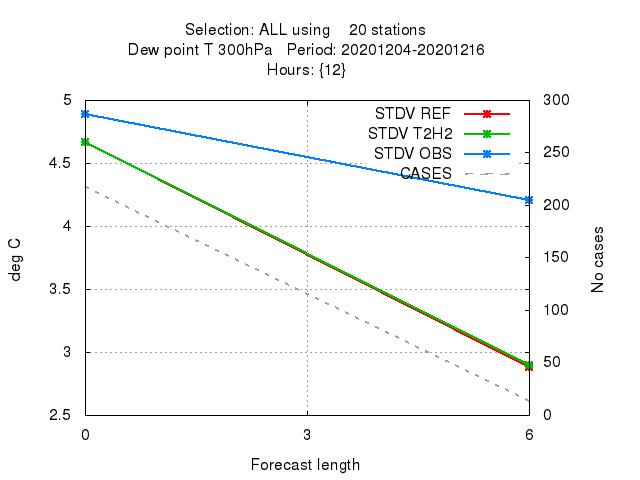 Selection: ALL using 20 stations
Dew point T 300hPa Period: 20201204-20201216
Hours: {12}
STDV REF
STDV T2H2
STDV OBS
CASES
5
4.5
4
3.5
3
2.5
deg C
300
250
200
150
100
50
0
No cases
0 3 6
Forecast length